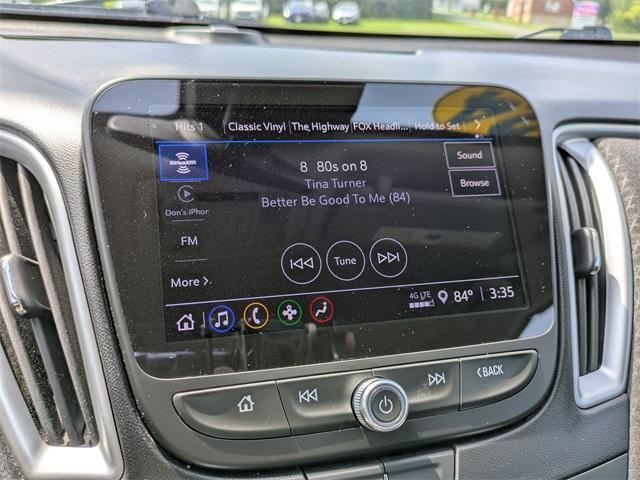 Hits 1 Classic Vinyl The Highway FOX Headli... Hold to Set
SiriusXM
8 80s on 8
Sound
Tina Turner
Browse
Better Be Good To Me (84)
Don's iPhor
FM
Tune
More
4G LTE 84° 3:35
BACK